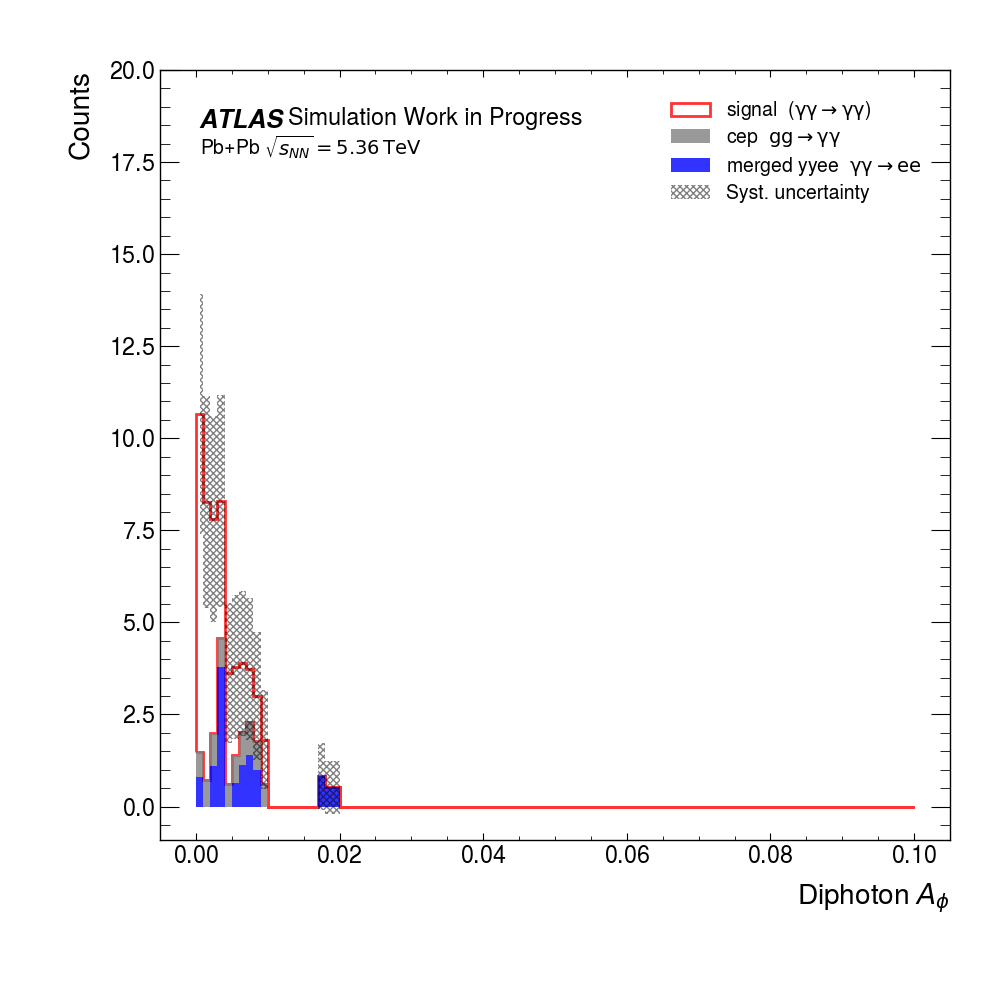 Counts
20.0
17.5
15.0
12.5
10.0
7.5
5.0
2.5
0.0
ATLAS Simulation Work in Progress
Pb+Pb √s_NN = 5.36 TeV
signal (γγ → γγ)
cep gg → γγ
merged yyee γγ → ee
Syst. uncertainty
0.00 0.02 0.04 0.06 0.08 0.10
Diphoton A_ϕ